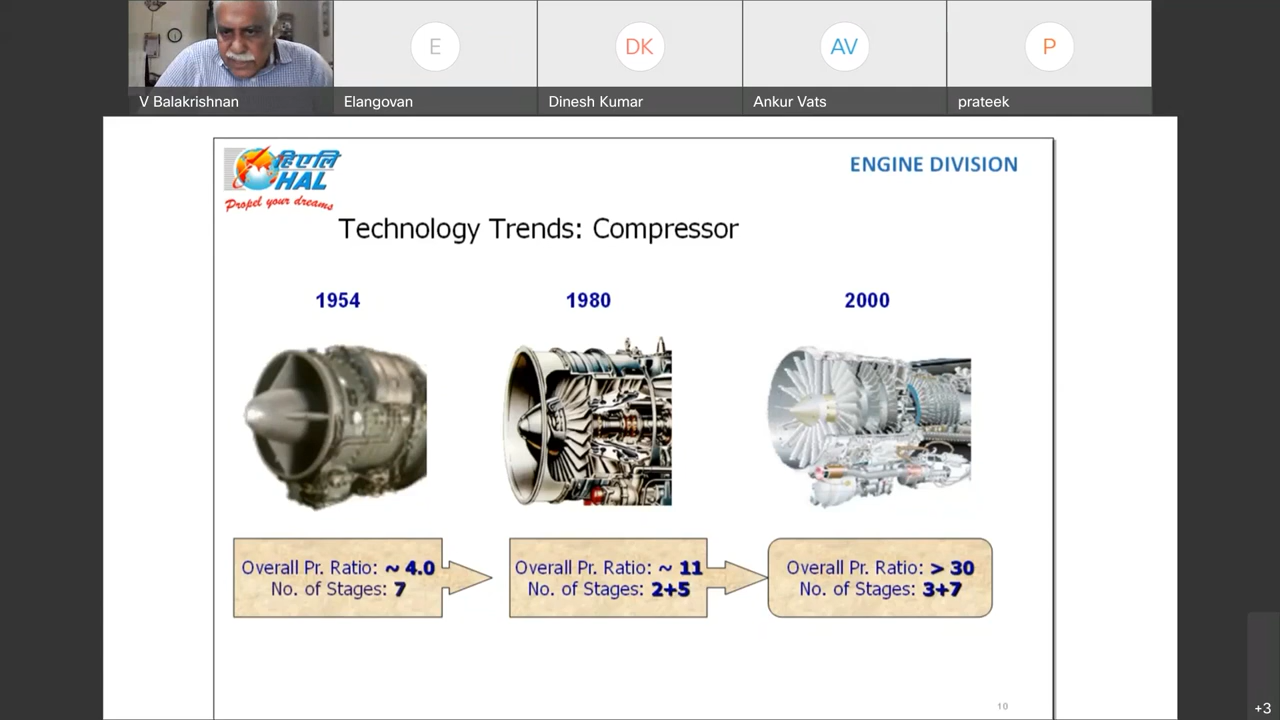 V Balakrishnan
E
Elangovan
DK
Dinesh Kumar
AV
Ankur Vats
P
prateek
हिएलि
HAL
Propel your dreams
ENGINE DIVISION
Technology Trends: Compressor
1954
1980
2000
Overall Pr. Ratio: ~ 4.0
No. of Stages: 7
Overall Pr. Ratio: ~ 11
No. of Stages: 2+5
Overall Pr. Ratio: > 30
No. of Stages: 3+7
10
+3